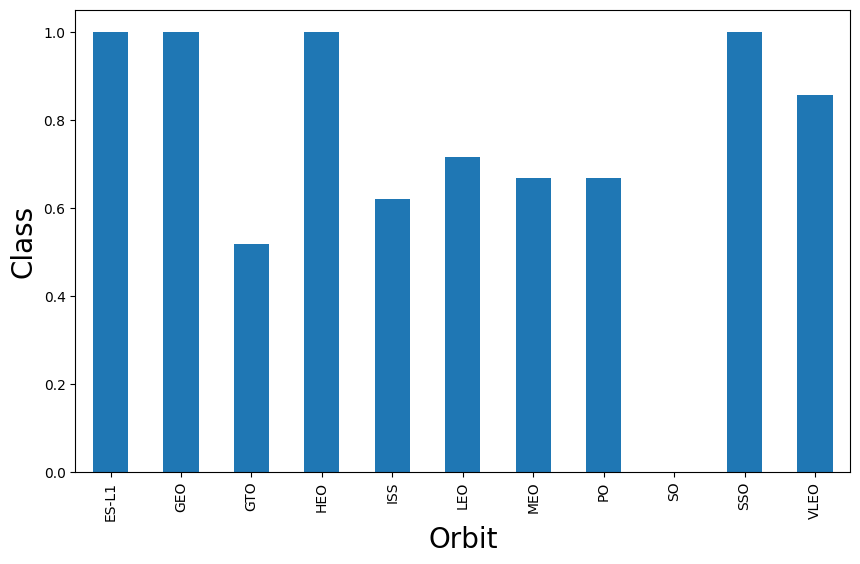 1.0
0.8
0.6
0.4
0.2
0.0
Class
ES-L1
GEO
GTO
HEO
ISS
LEO
MEO
PO
SO
SSO
VLEO
Orbit